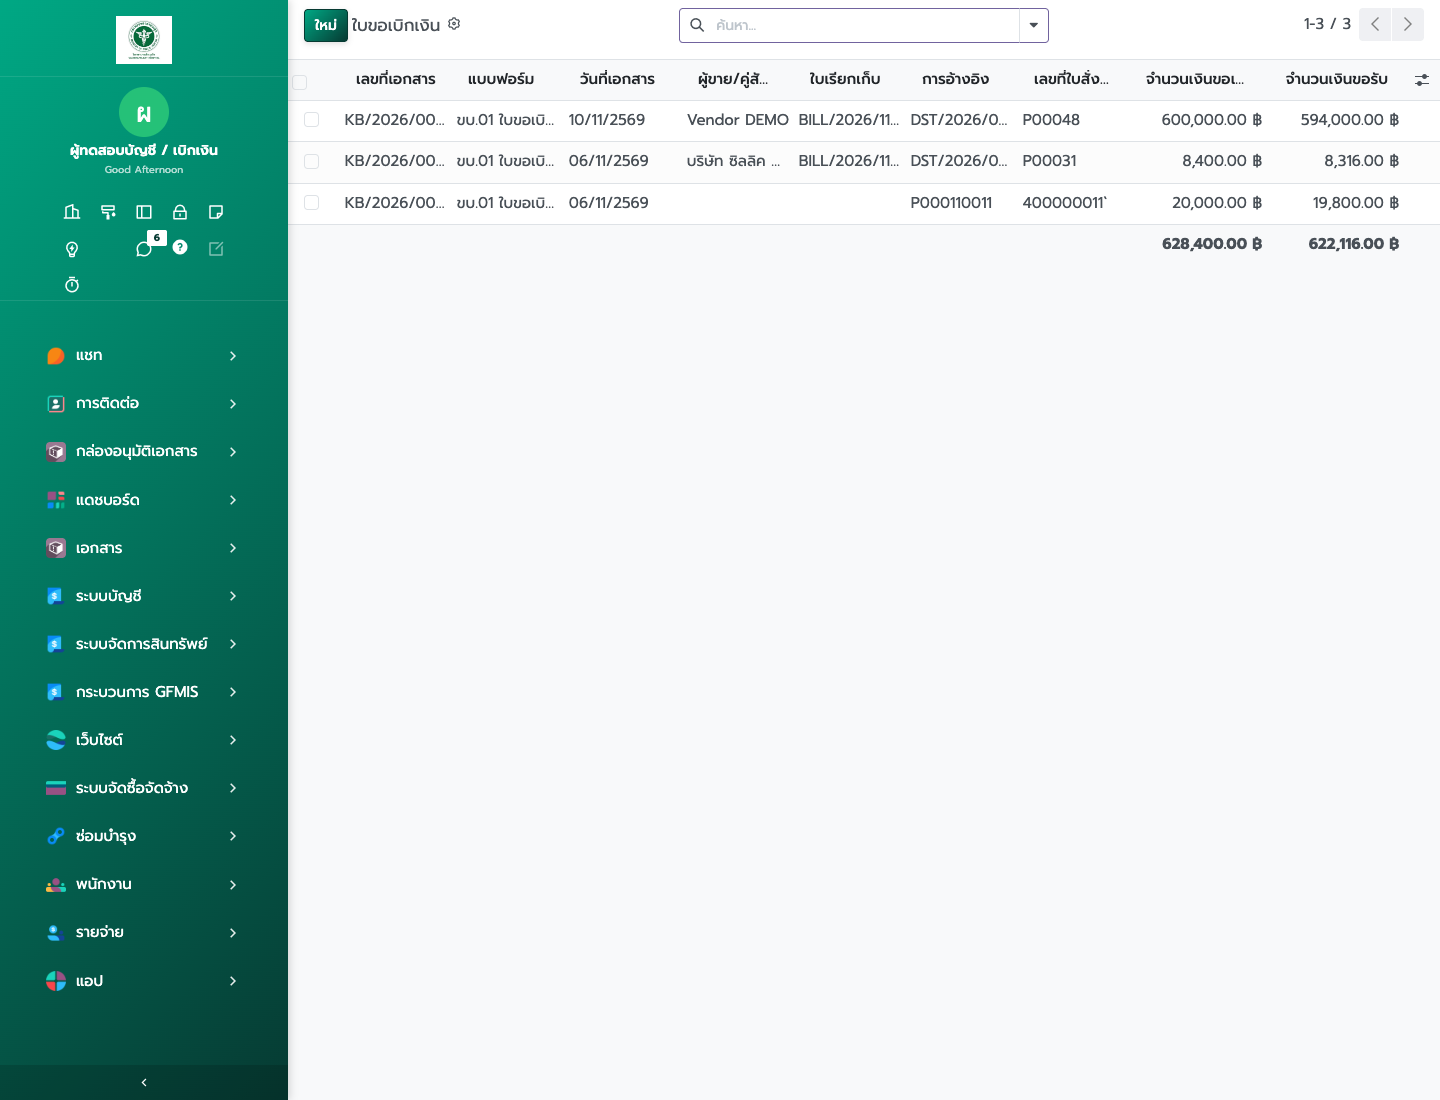 ผ
ผู้ทดสอบบัญชี / เบิกเงิน
Good Afternoon
6
แชท
การติดต่อ
กล่องอนุมัติเอกสาร
แดชบอร์ด
เอกสาร
ระบบบัญชี
ระบบจัดการสินทรัพย์
กระบวนการ GFMIS
เว็บไซต์
ระบบจัดซื้อจัดจ้าง
ซ่อมบำรุง
พนักงาน
รายจ่าย
แอป
ใหม่ ใบขอเบิกเงิน ค้นหา... 1-3 / 3
เลขที่เอกสาร แบบฟอร์ม วันที่เอกสาร ผู้ขาย/คู่สั... ใบเรียกเก็บ การอ้างอิง เลขที่ใบสั่ง... จำนวนเงินขอเ... จำนวนเงินขอรับ
KB/2026/00... ขบ.01 ใบขอเบิ... 10/11/2569 Vendor DEMO BILL/2026/11... DST/2026/0... P00048 600,000.00 ฿ 594,000.00 ฿
KB/2026/00... ขบ.01 ใบขอเบิ... 06/11/2569 บริษัท ซิลลิค ... BILL/2026/11... DST/2026/0... P00031 8,400.00 ฿ 8,316.00 ฿
KB/2026/00... ขบ.01 ใบขอเบิ... 06/11/2569 P000110011 400000011` 20,000.00 ฿ 19,800.00 ฿
628,400.00 ฿ 622,116.00 ฿